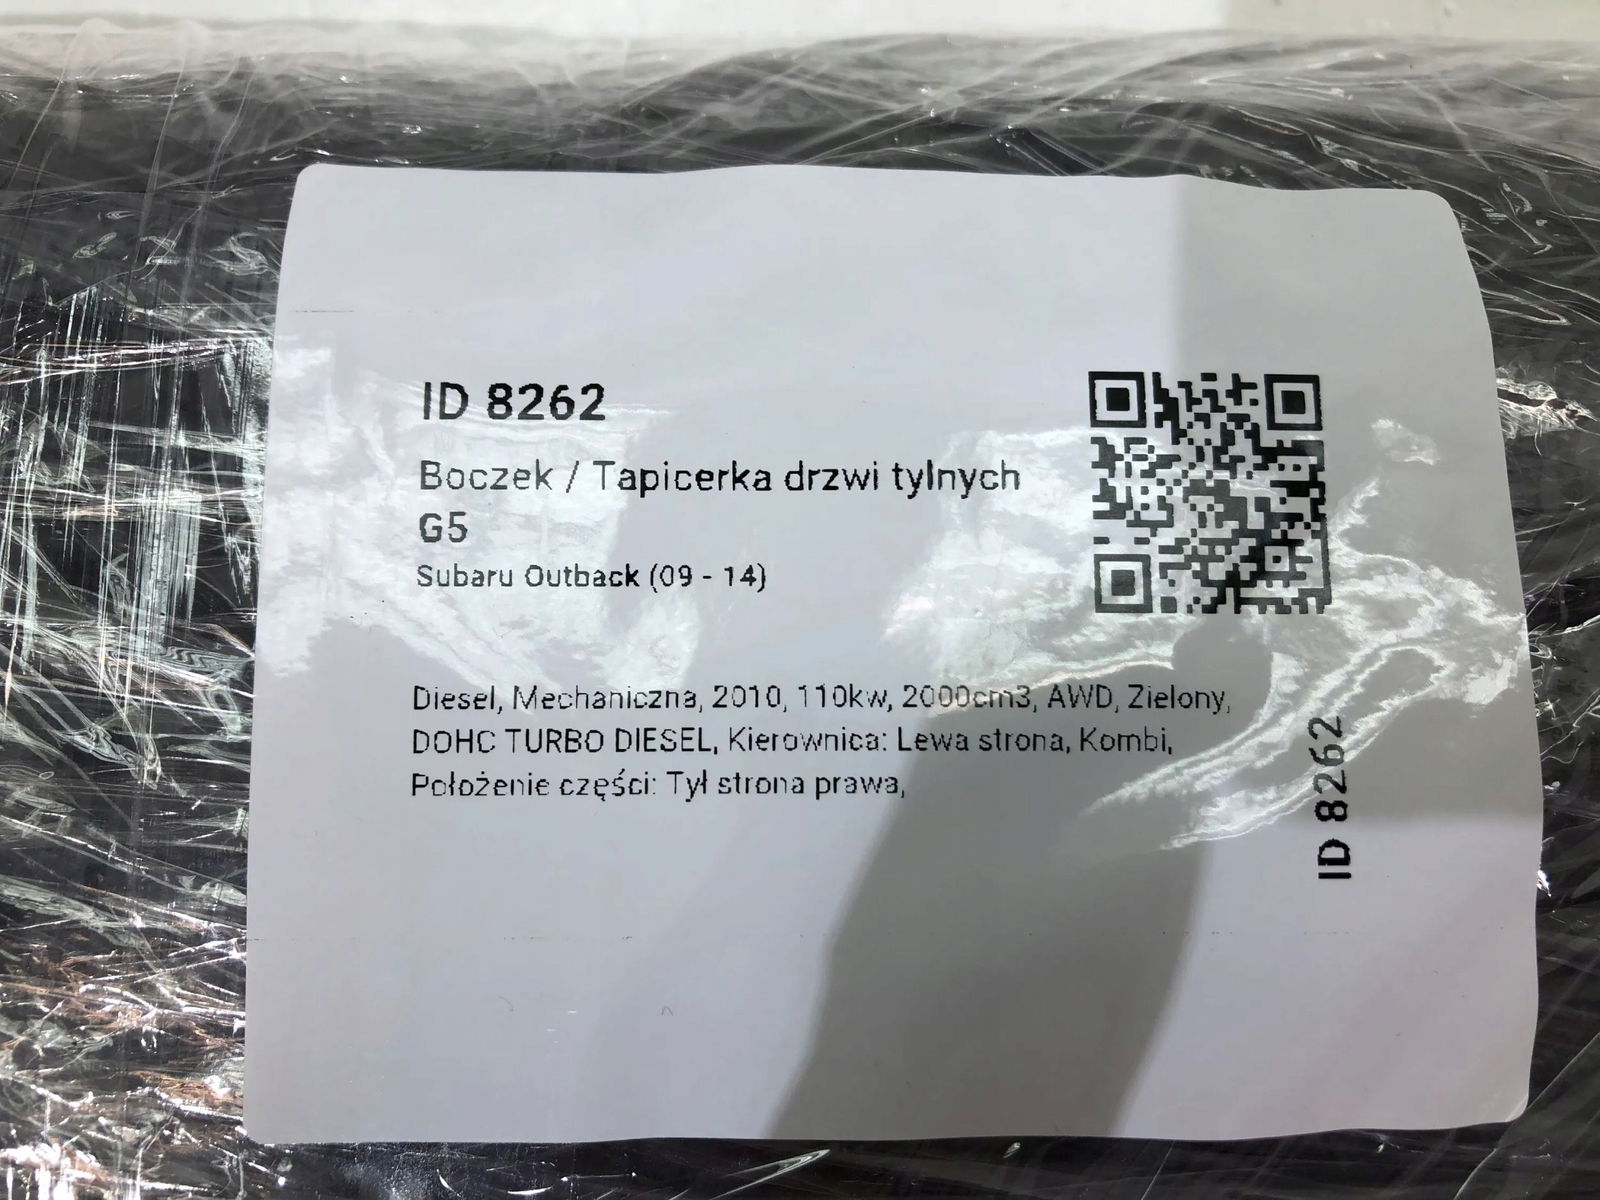 ID 8262
Boczek / Tapicerka drzwi tylnych
G5
Subaru Outback (09 - 14)
Diesel, Mechaniczna, 2010, 110kw, 2000cm3, AWD, Zielony,
DOHC TURBO DIESEL, Kierownica: Lewa strona, Kombi,
Położenie części: Tył strona prawa,
ID 8262